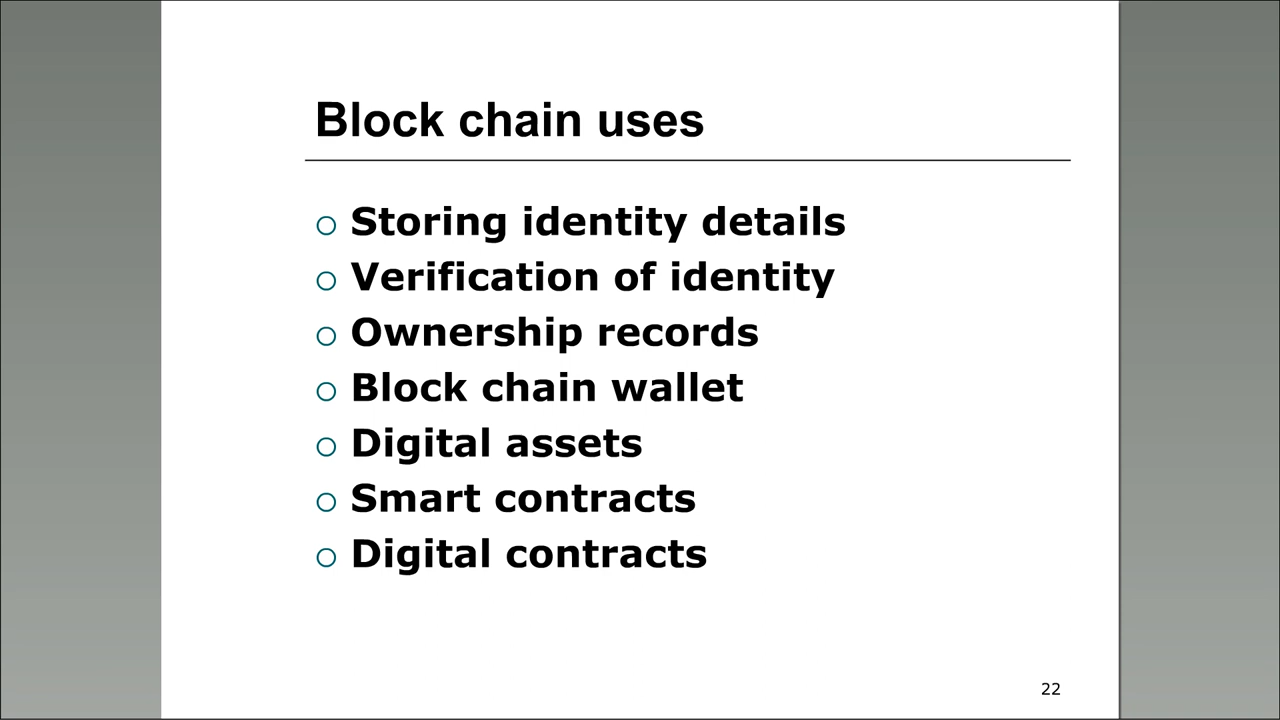 Block chain uses
Storing identity details
Verification of identity
Ownership records
Block chain wallet
Digital assets
Smart contracts
Digital contracts
22